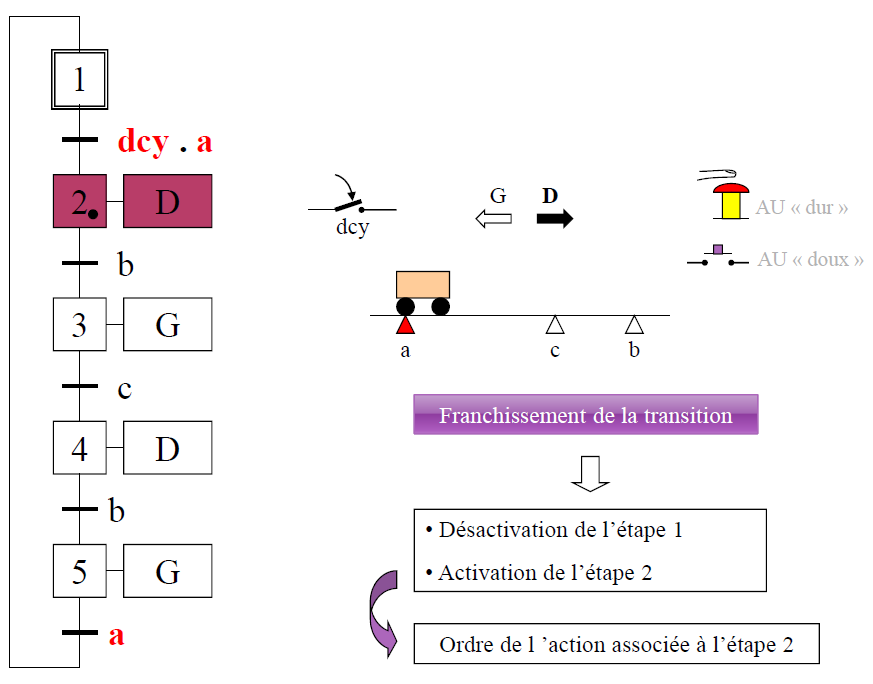 1
dcy . a
2 D
b
3 G
c
4 D
b
5 G
a
dcy
G D
AU « dur »
AU « doux »
a c b
Franchissement de la transition
• Désactivation de l’étape 1
• Activation de l’étape 2
Ordre de l ’action associée à l’étape 2